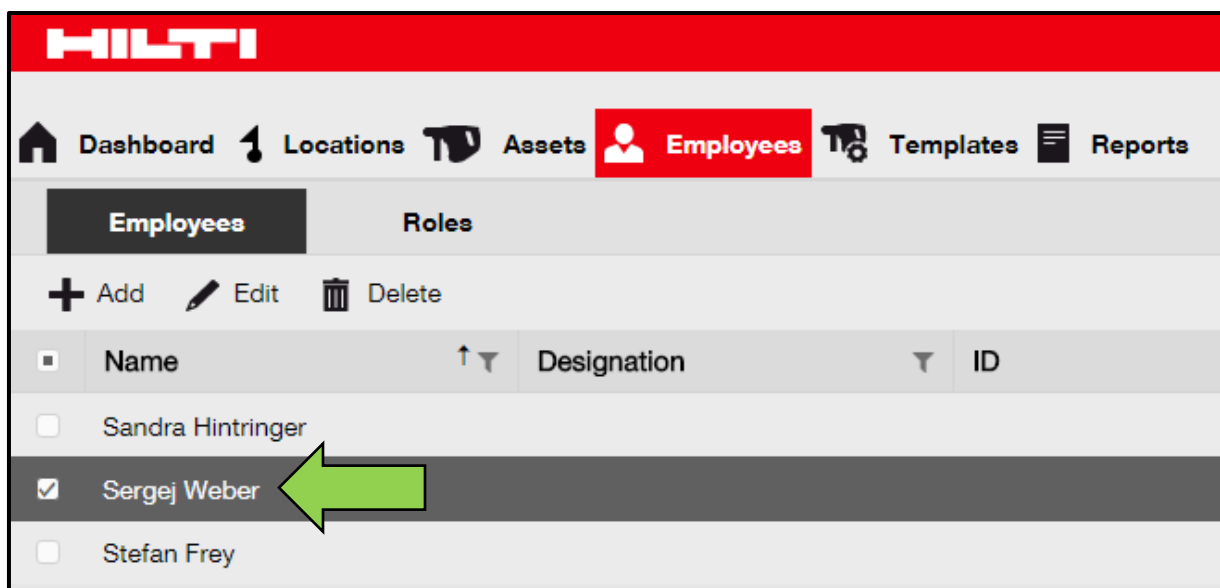 HILTI
Dashboard Locations Assets Employees Templates Reports
Employees Roles
Add Edit Delete
Name Designation ID
Sandra Hintringer
Sergej Weber
Stefan Frey